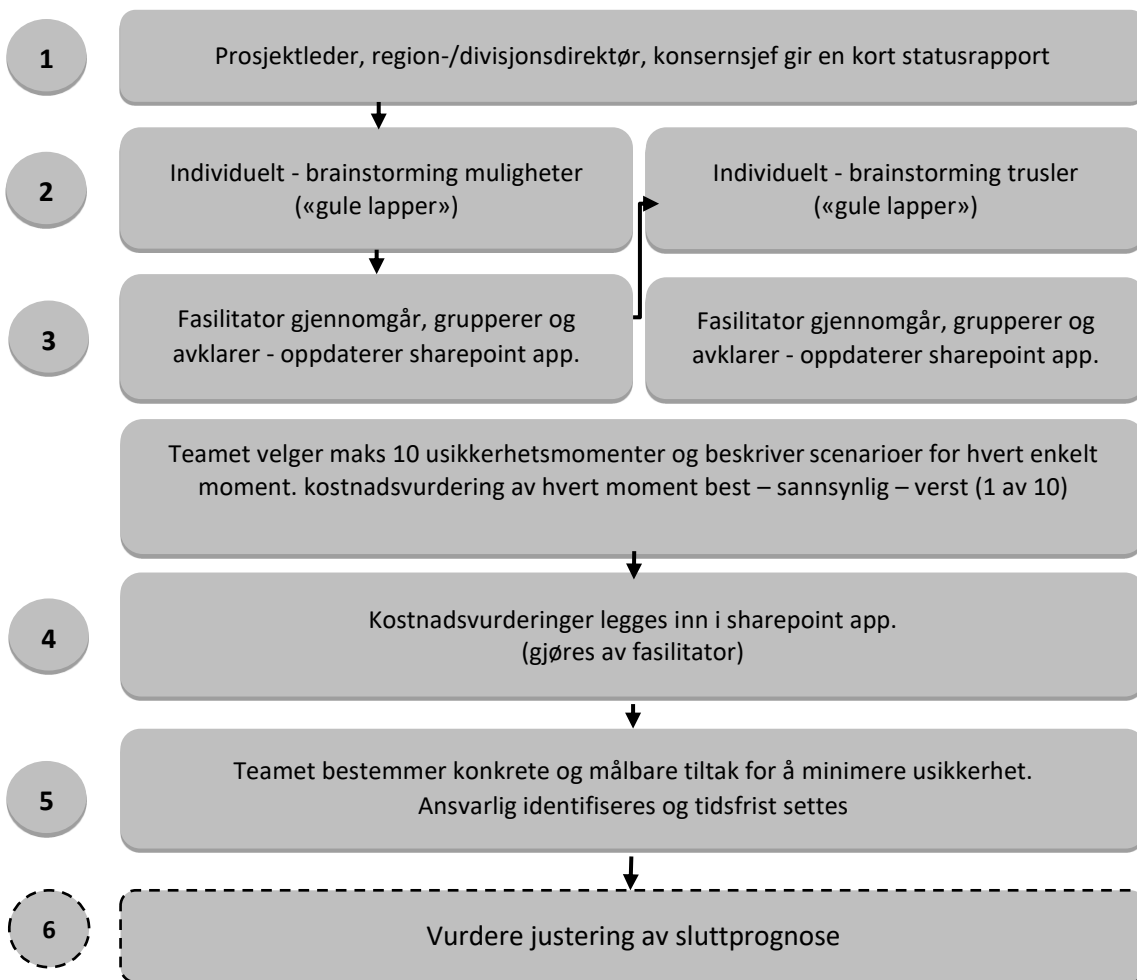 1
Prosjektleder, region-/divisjonsdirektør, konsernsjef gir en kort statusrapport
2
Individuelt - brainstorming muligheter
(«gule lapper»)
Individuelt - brainstorming trusler
(«gule lapper»)
3
Fasilitator gjennomgår, grupperer og
avklarer - oppdaterer sharepoint app.
Fasilitator gjennomgår, grupperer og
avklarer - oppdaterer sharepoint app.
Teamet velger maks 10 usikkerhetsmomenter og beskriver scenarioer for hvert enkelt
moment. kostnadsvurdering av hvert moment best – sannsynlig – verst (1 av 10)
4
Kostnadsvurderinger legges inn i sharepoint app.
(gjøres av fasilitator)
5
Teamet bestemmer konkrete og målbare tiltak for å minimere usikkerhet.
Ansvarlig identifiseres og tidsfrist settes
6
Vurdere justering av sluttprognose